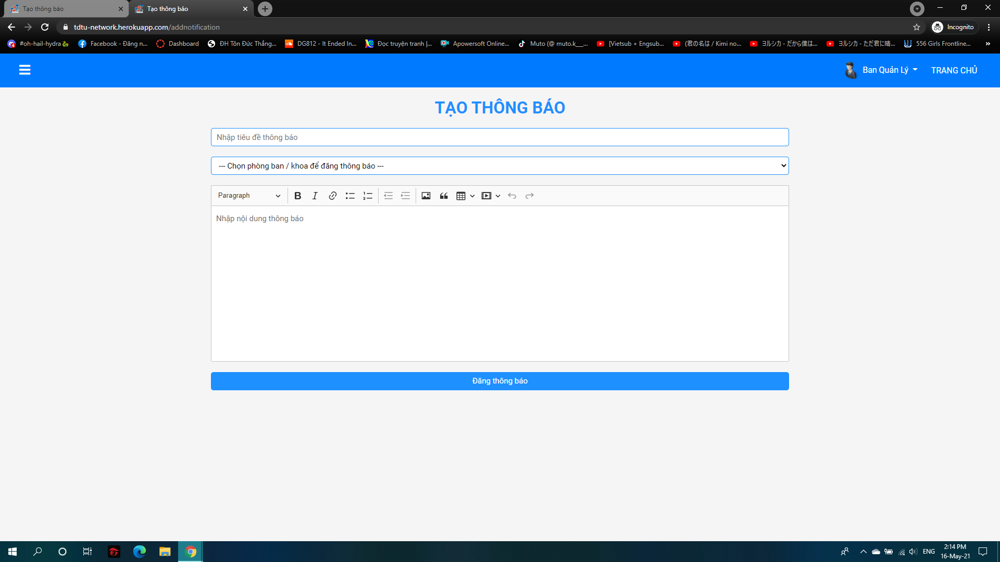 Tạo thông báo
Tạo thông báo
tdtu-network.herokuapp.com/addnotification
Incognito
#oh-hail-hydra🐍
Facebook - Đăng n...
Dashboard
ĐH Tôn Đức Thắng...
DG812 - It Ended In...
Đọc truyện tranh |...
Apowersoft Online...
Muto (@ muto.k___...
[Vietsub + Engsub...
(君の名は / Kimi no...
ヨルシカ - だから僕は...
ヨルシカ - ただ君に晴...
556 Girls Frontline...
»
Ban Quản Lý
TRANG CHỦ
TẠO THÔNG BÁO
Nhập tiêu đề thông báo
--- Chọn phòng ban / khoa để đăng thông báo ---
Paragraph
Nhập nội dung thông báo
Đăng thông báo
ENG
2:14 PM
16-May-21